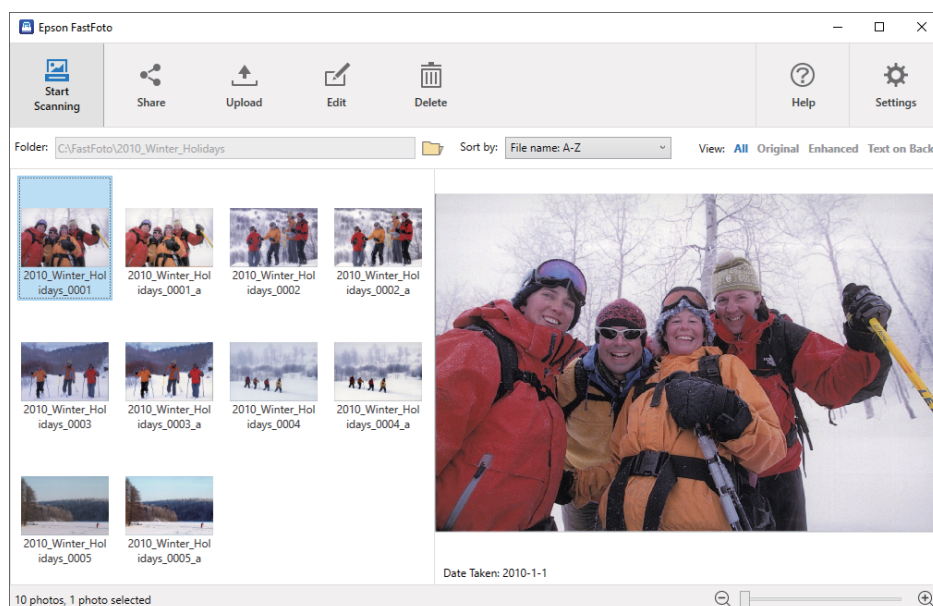 Epson FastFoto
Start
Scanning
Share
Upload
Edit
Delete
Help
Settings
Folder: C:\FastFoto\2010_Winter_Holidays
Sort by: File name: A-Z
View: All Original Enhanced Text on Back
2010_Winter_Hol
idays_0001
2010_Winter_Hol
idays_0001_a
2010_Winter_Hol
idays_0002
2010_Winter_Hol
idays_0002_a
2010_Winter_Hol
idays_0003
2010_Winter_Hol
idays_0003_a
2010_Winter_Hol
idays_0004
2010_Winter_Hol
idays_0004_a
2010_Winter_Hol
idays_0005
2010_Winter_Hol
idays_0005_a
Date Taken: 2010-1-1
10 photos, 1 photo selected